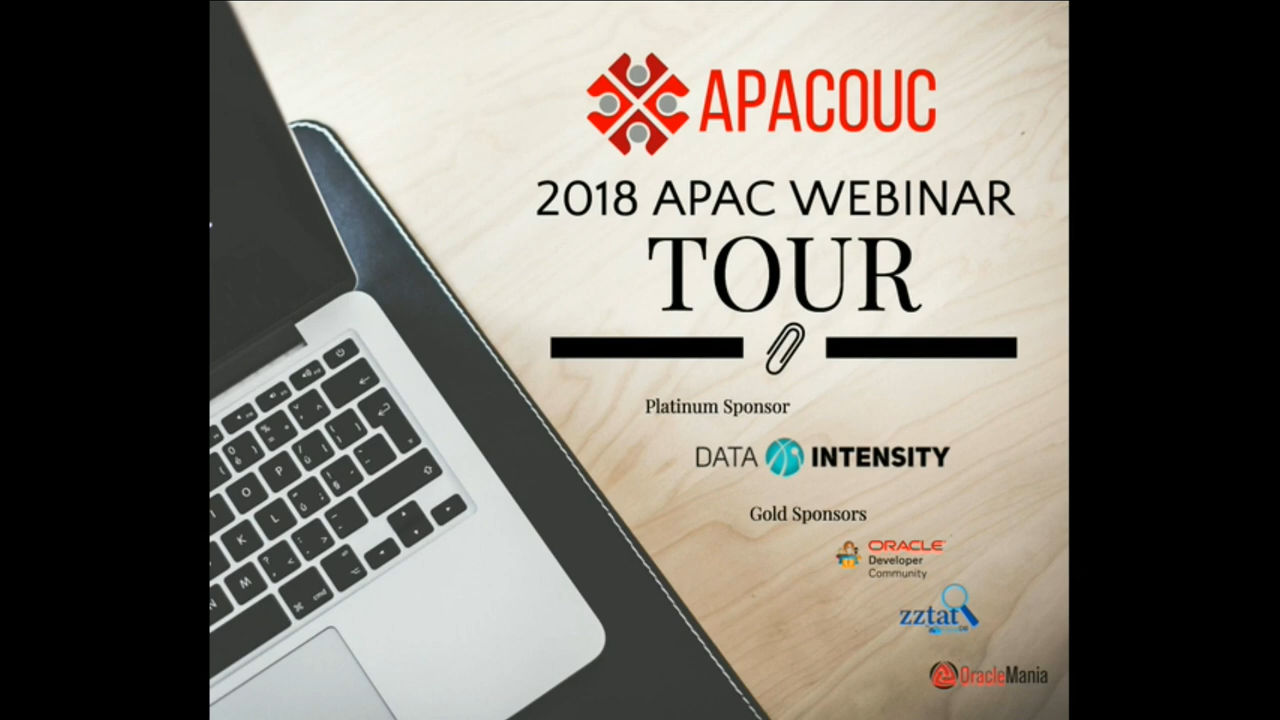 APACOUC
2018 APAC WEBINAR
TOUR
Platinum Sponsor
DATA INTENSITY
Gold Sponsors
ORACLE
Developer
Community
zztat
OracleMania